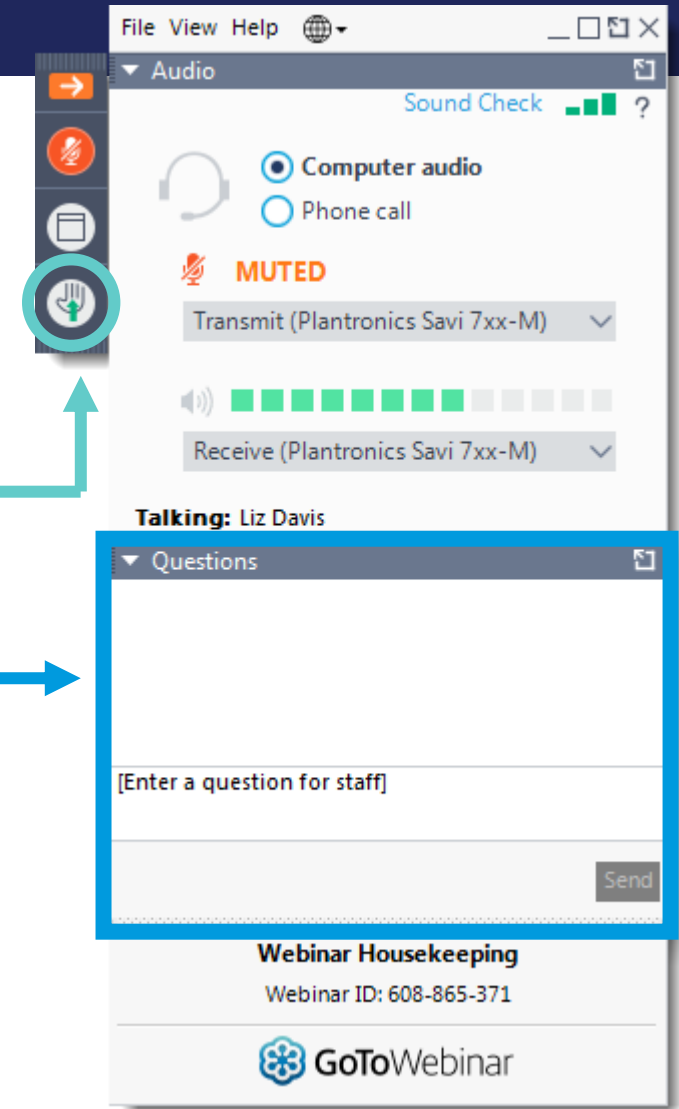 File View Help
Audio
Sound Check ?
Computer audio
Phone call
MUTED
Transmit (Plantronics Savi 7xx-M)
Receive (Plantronics Savi 7xx-M)
Talking: Liz Davis
Questions
[Enter a question for staff]
Send
Webinar Housekeeping
Webinar ID: 608-865-371
GoToWebinar